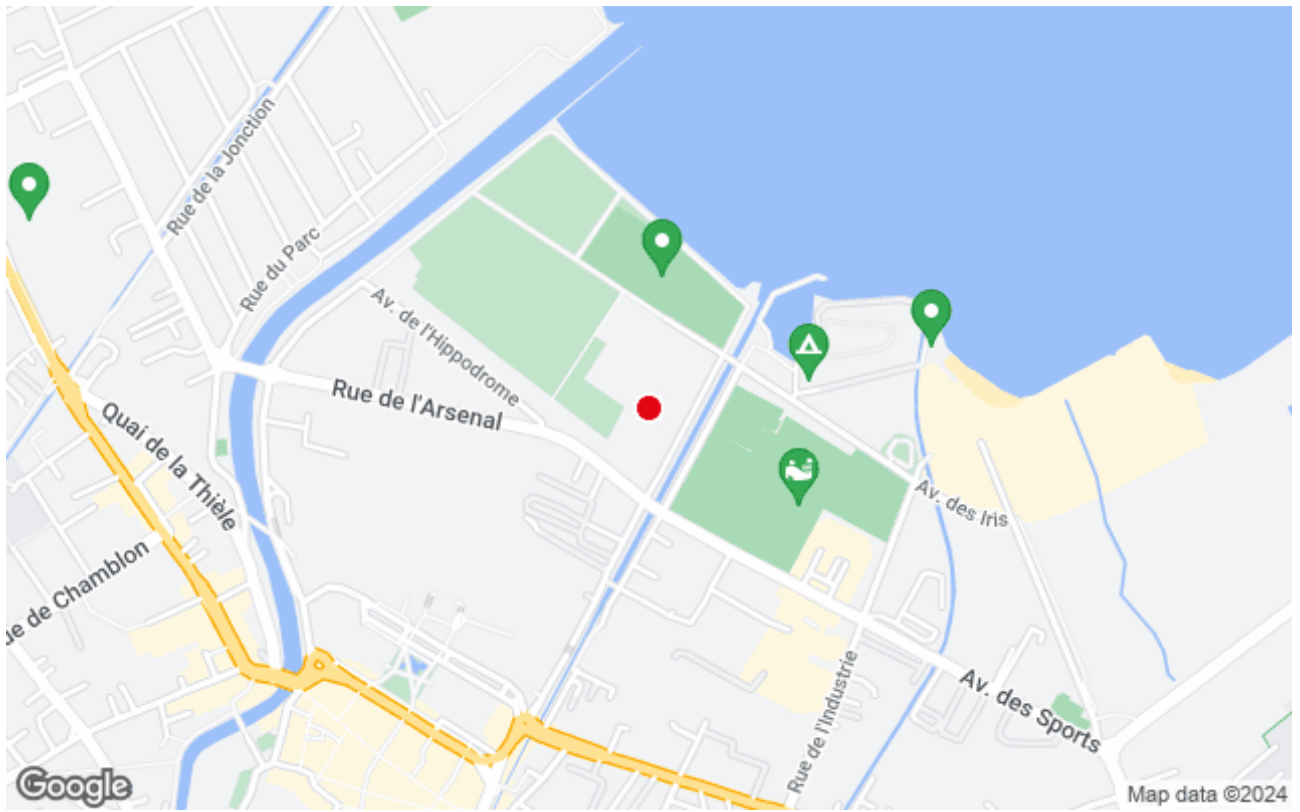 Rue de la Jonction
Rue du Parc
Av. de l'Hippodrome
Rue de l'Arsenal
Quai de la Thièle
ue de Chamblon
Av. des Iris
Rue de l'Industrie
Av. des Sports
Google
Map data ©2024